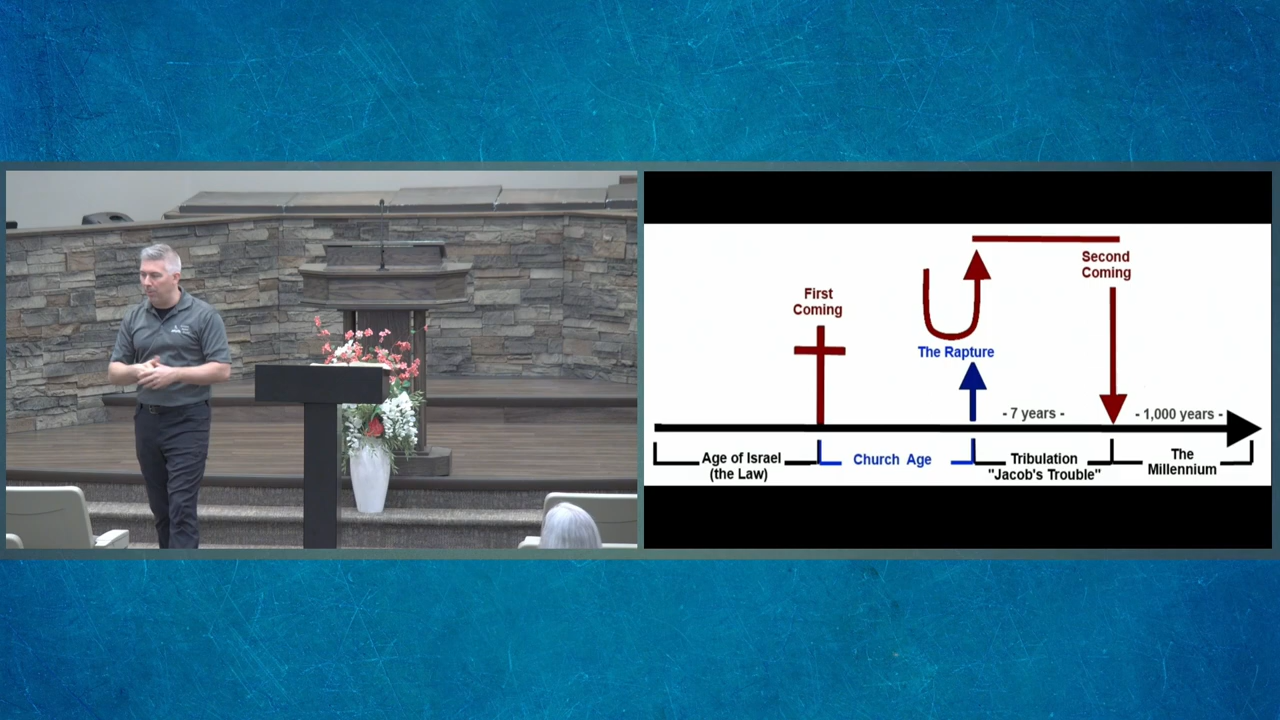 First
Coming
The Rapture
Second
Coming
- 7 years -
- 1,000 years -
Age of Israel
(the Law)
Church Age
Tribulation
"Jacob's Trouble"
The
Millennium